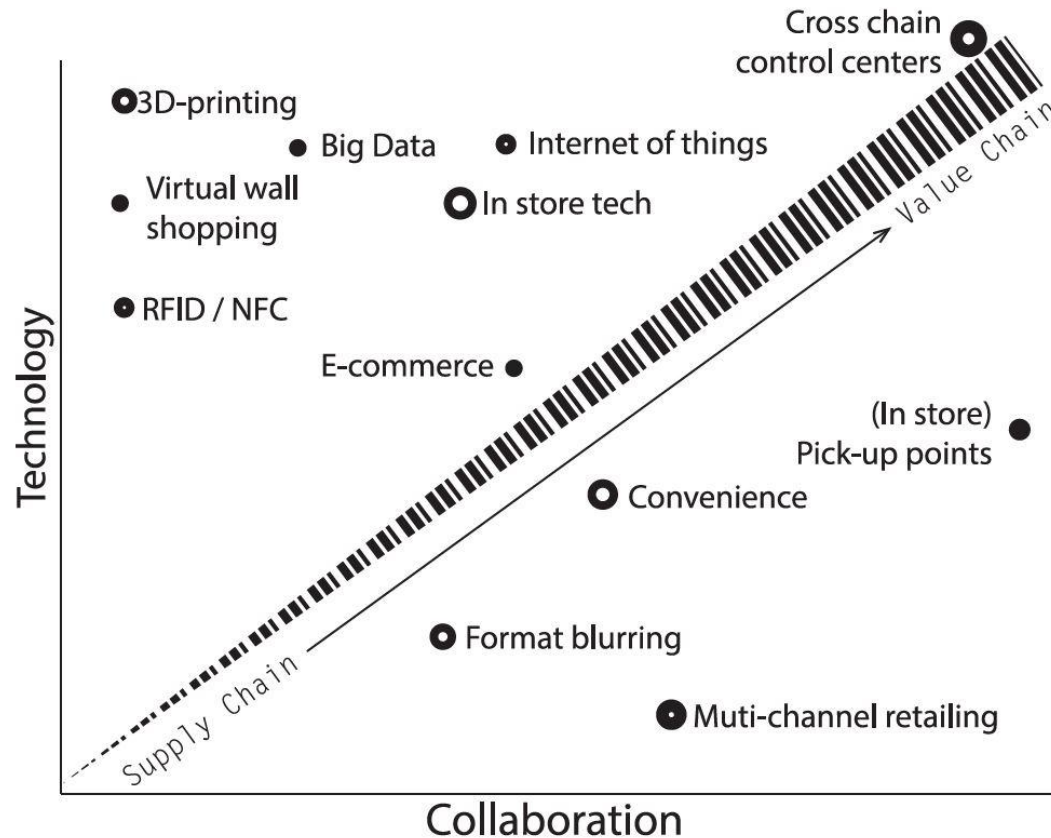 Cross chain
control centers
3D-printing
Big Data
Internet of things
Virtual wall
shopping
In store tech
Value Chain
RFID / NFC
E-commerce
(In store)
Pick-up points
Technology
Convenience
Format blurring
Supply Chain
Muti-channel retailing
Collaboration